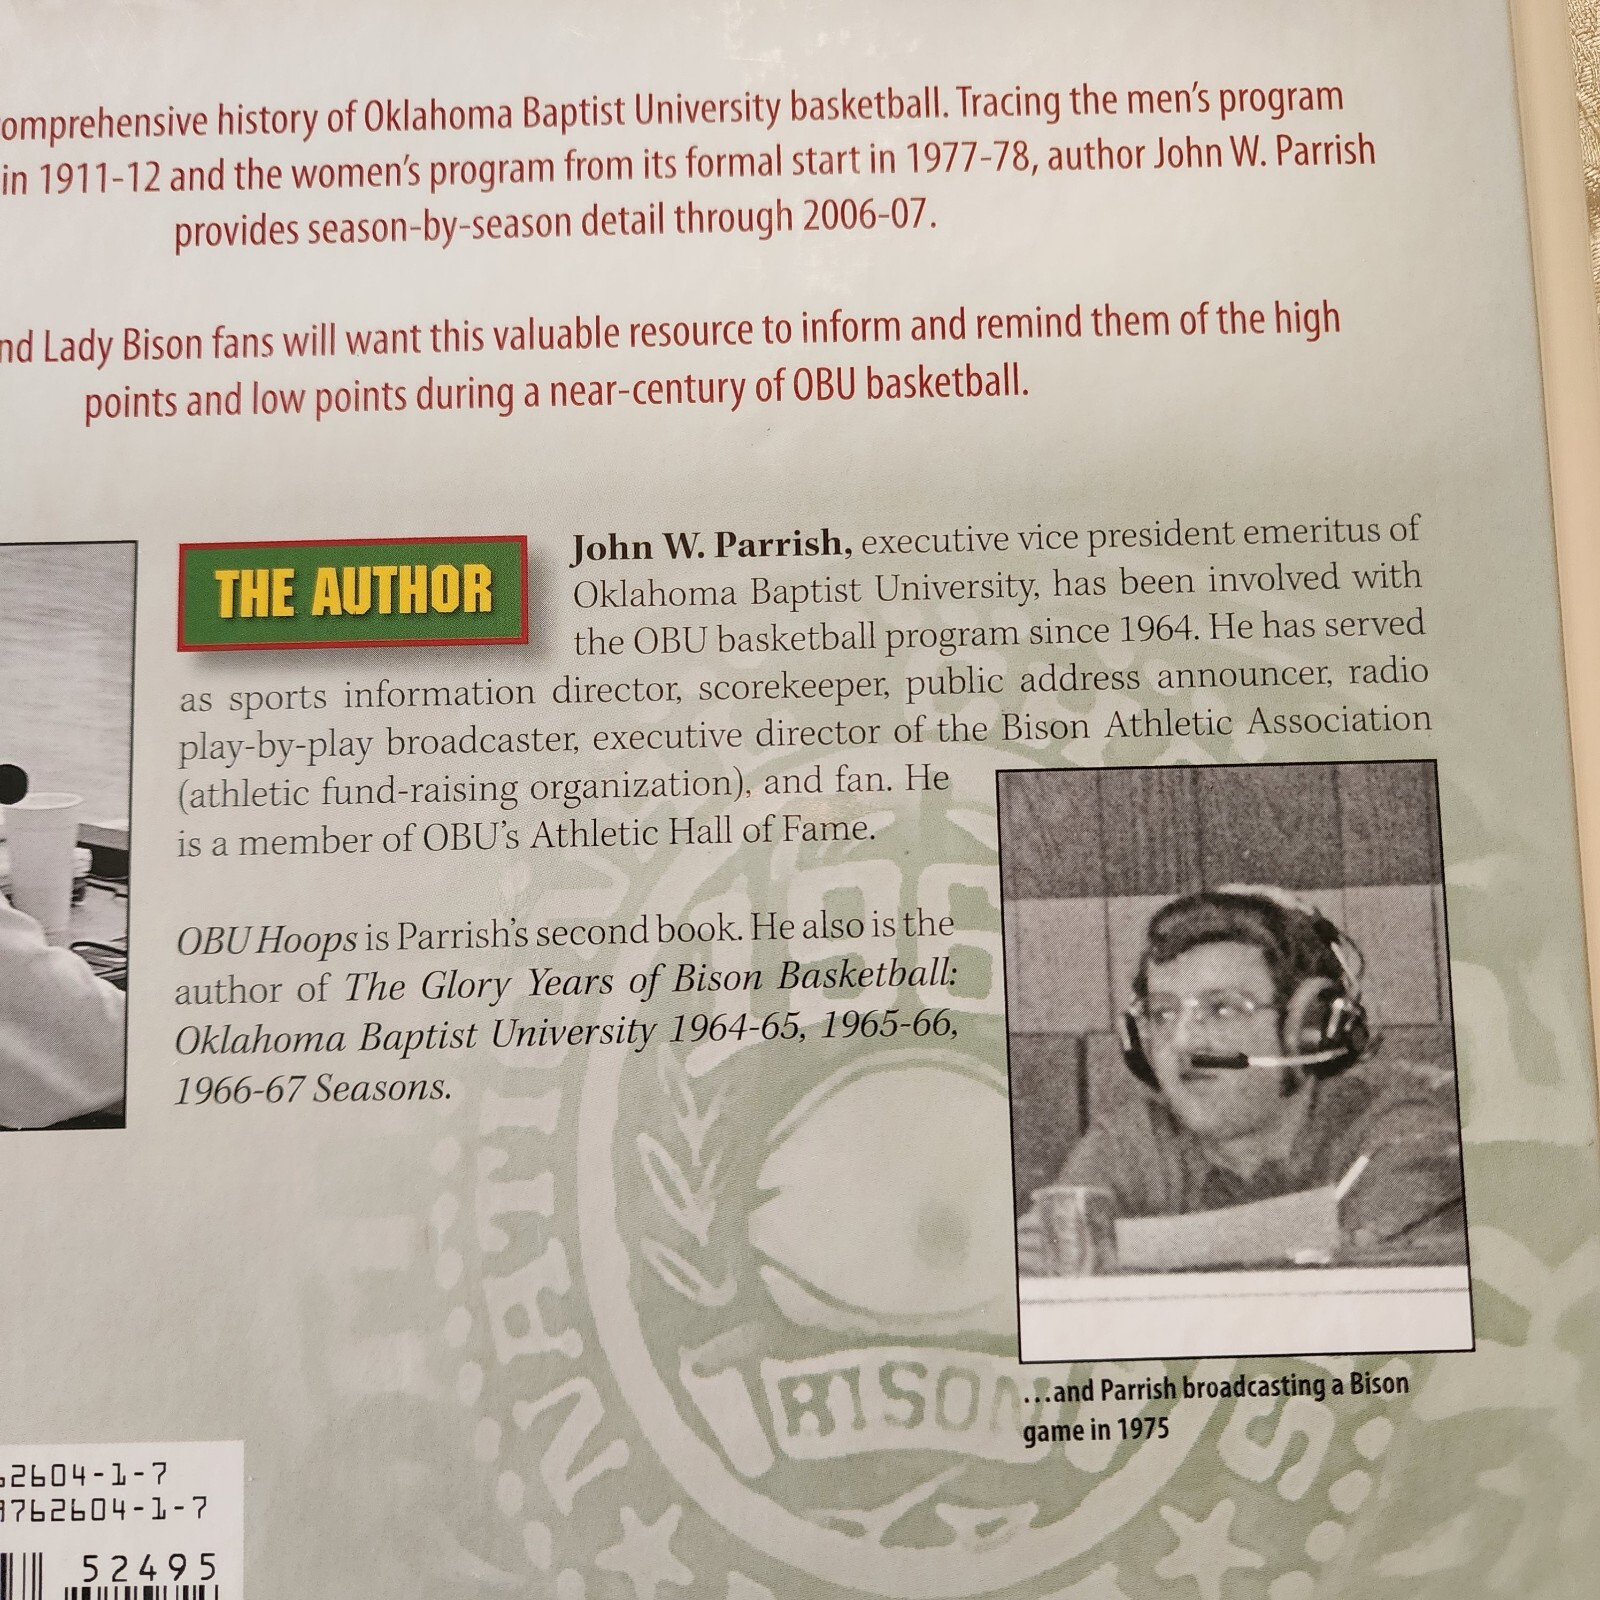 comprehensive history of Oklahoma Baptist University basketball. Tracing the men's program
in 1911-12 and the women's program from its formal start in 1977-78, author John W. Parrish
provides season-by-season detail through 2006-07.
nd Lady Bison fans will want this valuable resource to inform and remind them of the high
points and low points during a near-century of OBU basketball.
THE AUTHOR
John W. Parrish, executive vice president emeritus of
Oklahoma Baptist University, has been involved with
the OBU basketball program since 1964. He has served
as sports information director, scorekeeper, public address announcer, radio
play-by-play broadcaster, executive director of the Bison Athletic Association
(athletic fund-raising organization), and fan. He
is a member of OBU's Athletic Hall of Fame.
OBU Hoops is Parrish's second book. He also is the
author of The Glory Years of Bison Basketball:
Oklahoma Baptist University 1964-65, 1965-66,
1966-67 Seasons.
BISON
...and Parrish broadcasting a Bison
game in 1975
62604-1-7
9762604-1-7
52495